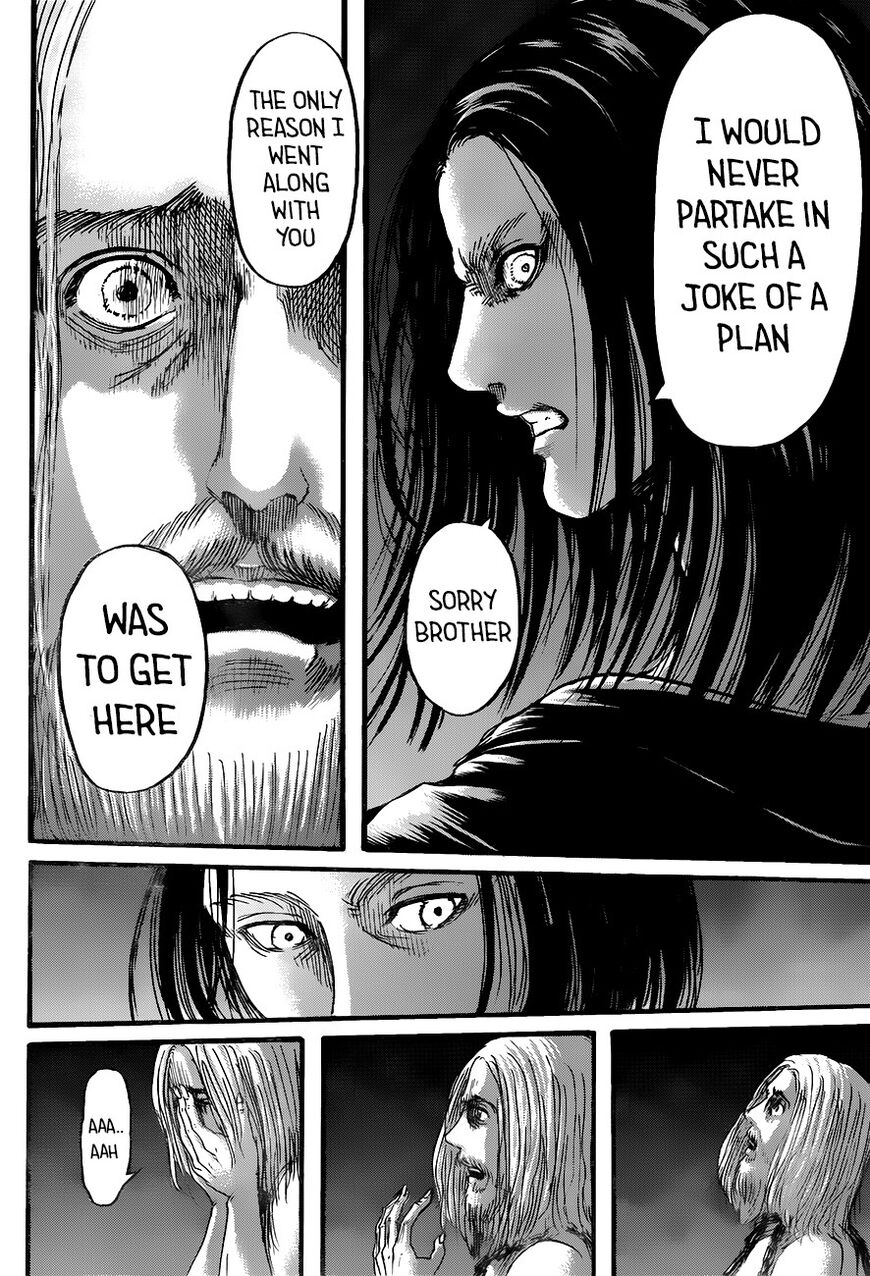 I WOULD
NEVER
PARTAKE IN
SUCH A
JOKE OF A
PLAN
SORRY
BROTHER
THE ONLY
REASON I
WENT
ALONG
WITH
YOU
WAS
TO GET
HERE
AAA..
AAH